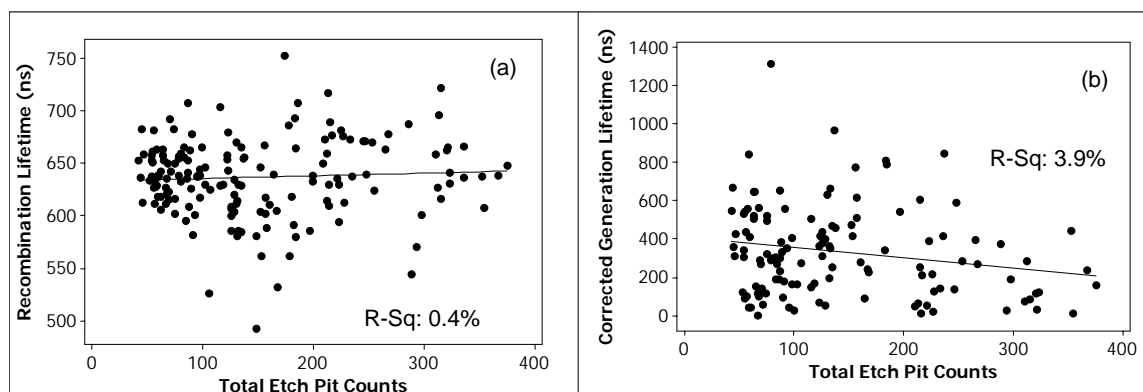 (a)
Recombination Lifetime (ns)
750
700
650
600
550
500
R-Sq: 0.4%
0 100 200 300 400
Total Etch Pit Counts
(b)
Corrected Generation Lifetime (ns)
1400
1200
1000
800
600
400
200
0
R-Sq: 3.9%
0 100 200 300 400
Total Etch Pit Counts